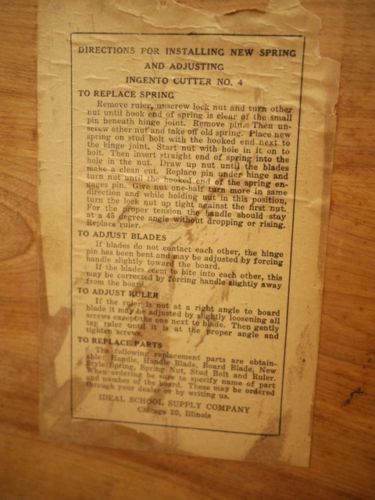 DIRECTIONS FOR INSTALLING NEW SPRING
AND ADJUSTING
INGENTO CUTTER NO. 4
TO REPLACE SPRING
Remove ruler, unscrew lock nut and turn other
nut until hook end of spring is clear of the small
pin beneath hinge joint. Remove pin. Then un-
screw other nut and take off old spring. Place new
spring on stud bolt with the hooked end next to
the hinge joint. Start nut with hole in it on to
bolt. Then insert straight end of spring into the
hole in the nut. Draw up nut until the blades
make a clean cut. Replace pin under hinge and
turn nut until the hooked end of the spring en-
gages pin. Give nut one-half turn more in same
direction and while holding nut in this position,
turn the lock nut up tight against the first nut.
For the proper tension the handle should stay
at a 45 degree angle without dropping or rising.
Replace ruler.
TO ADJUST BLADES
If blades do not contact each other, the hinge
pin has been bent and may be adjusted by forcing
handle slightly toward the board.
If the blades seem to bite into each other, this
may be corrected by forcing handle slightly away
from the board.
TO ADJUST RULER
If the ruler is not at a right angle to board
blade it may be adjusted by slightly loosening all
screws except the one next to blade. Then gently
tap ruler until it is at the proper angle and
tighten screws.
TO REPLACE PARTS
The following replacement parts are obtain-
able: Handle, Handle Blade, Board Blade, New
Style Spring, Spring Nut, Stud Bolt and Ruler.
When ordering be sure to specify name of part
and number of the board. These may be ordered
through your dealer or by writing us.
IDEAL SCHOOL SUPPLY COMPANY
Chicago 20, Illinois